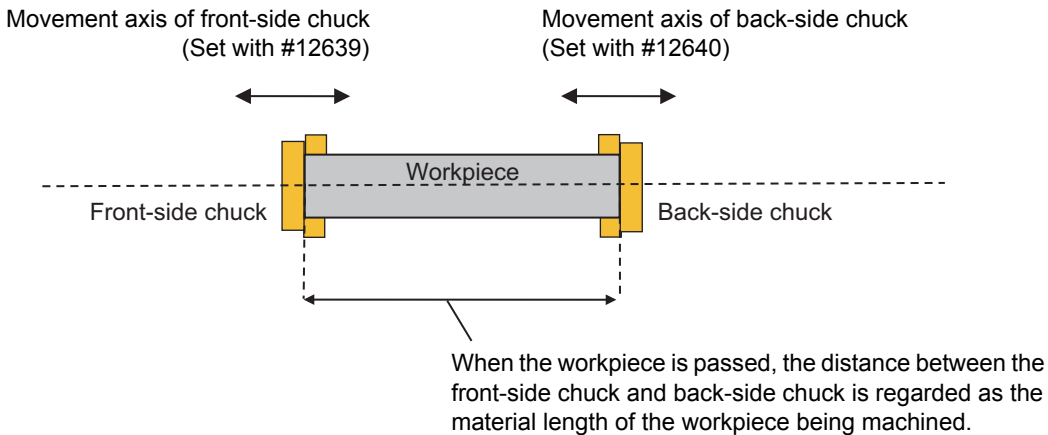 Movement axis of front-side chuck
(Set with #12639)
Movement axis of back-side chuck
(Set with #12640)
Workpiece
Front-side chuck
Back-side chuck
When the workpiece is passed, the distance between the
front-side chuck and back-side chuck is regarded as the
material length of the workpiece being machined.